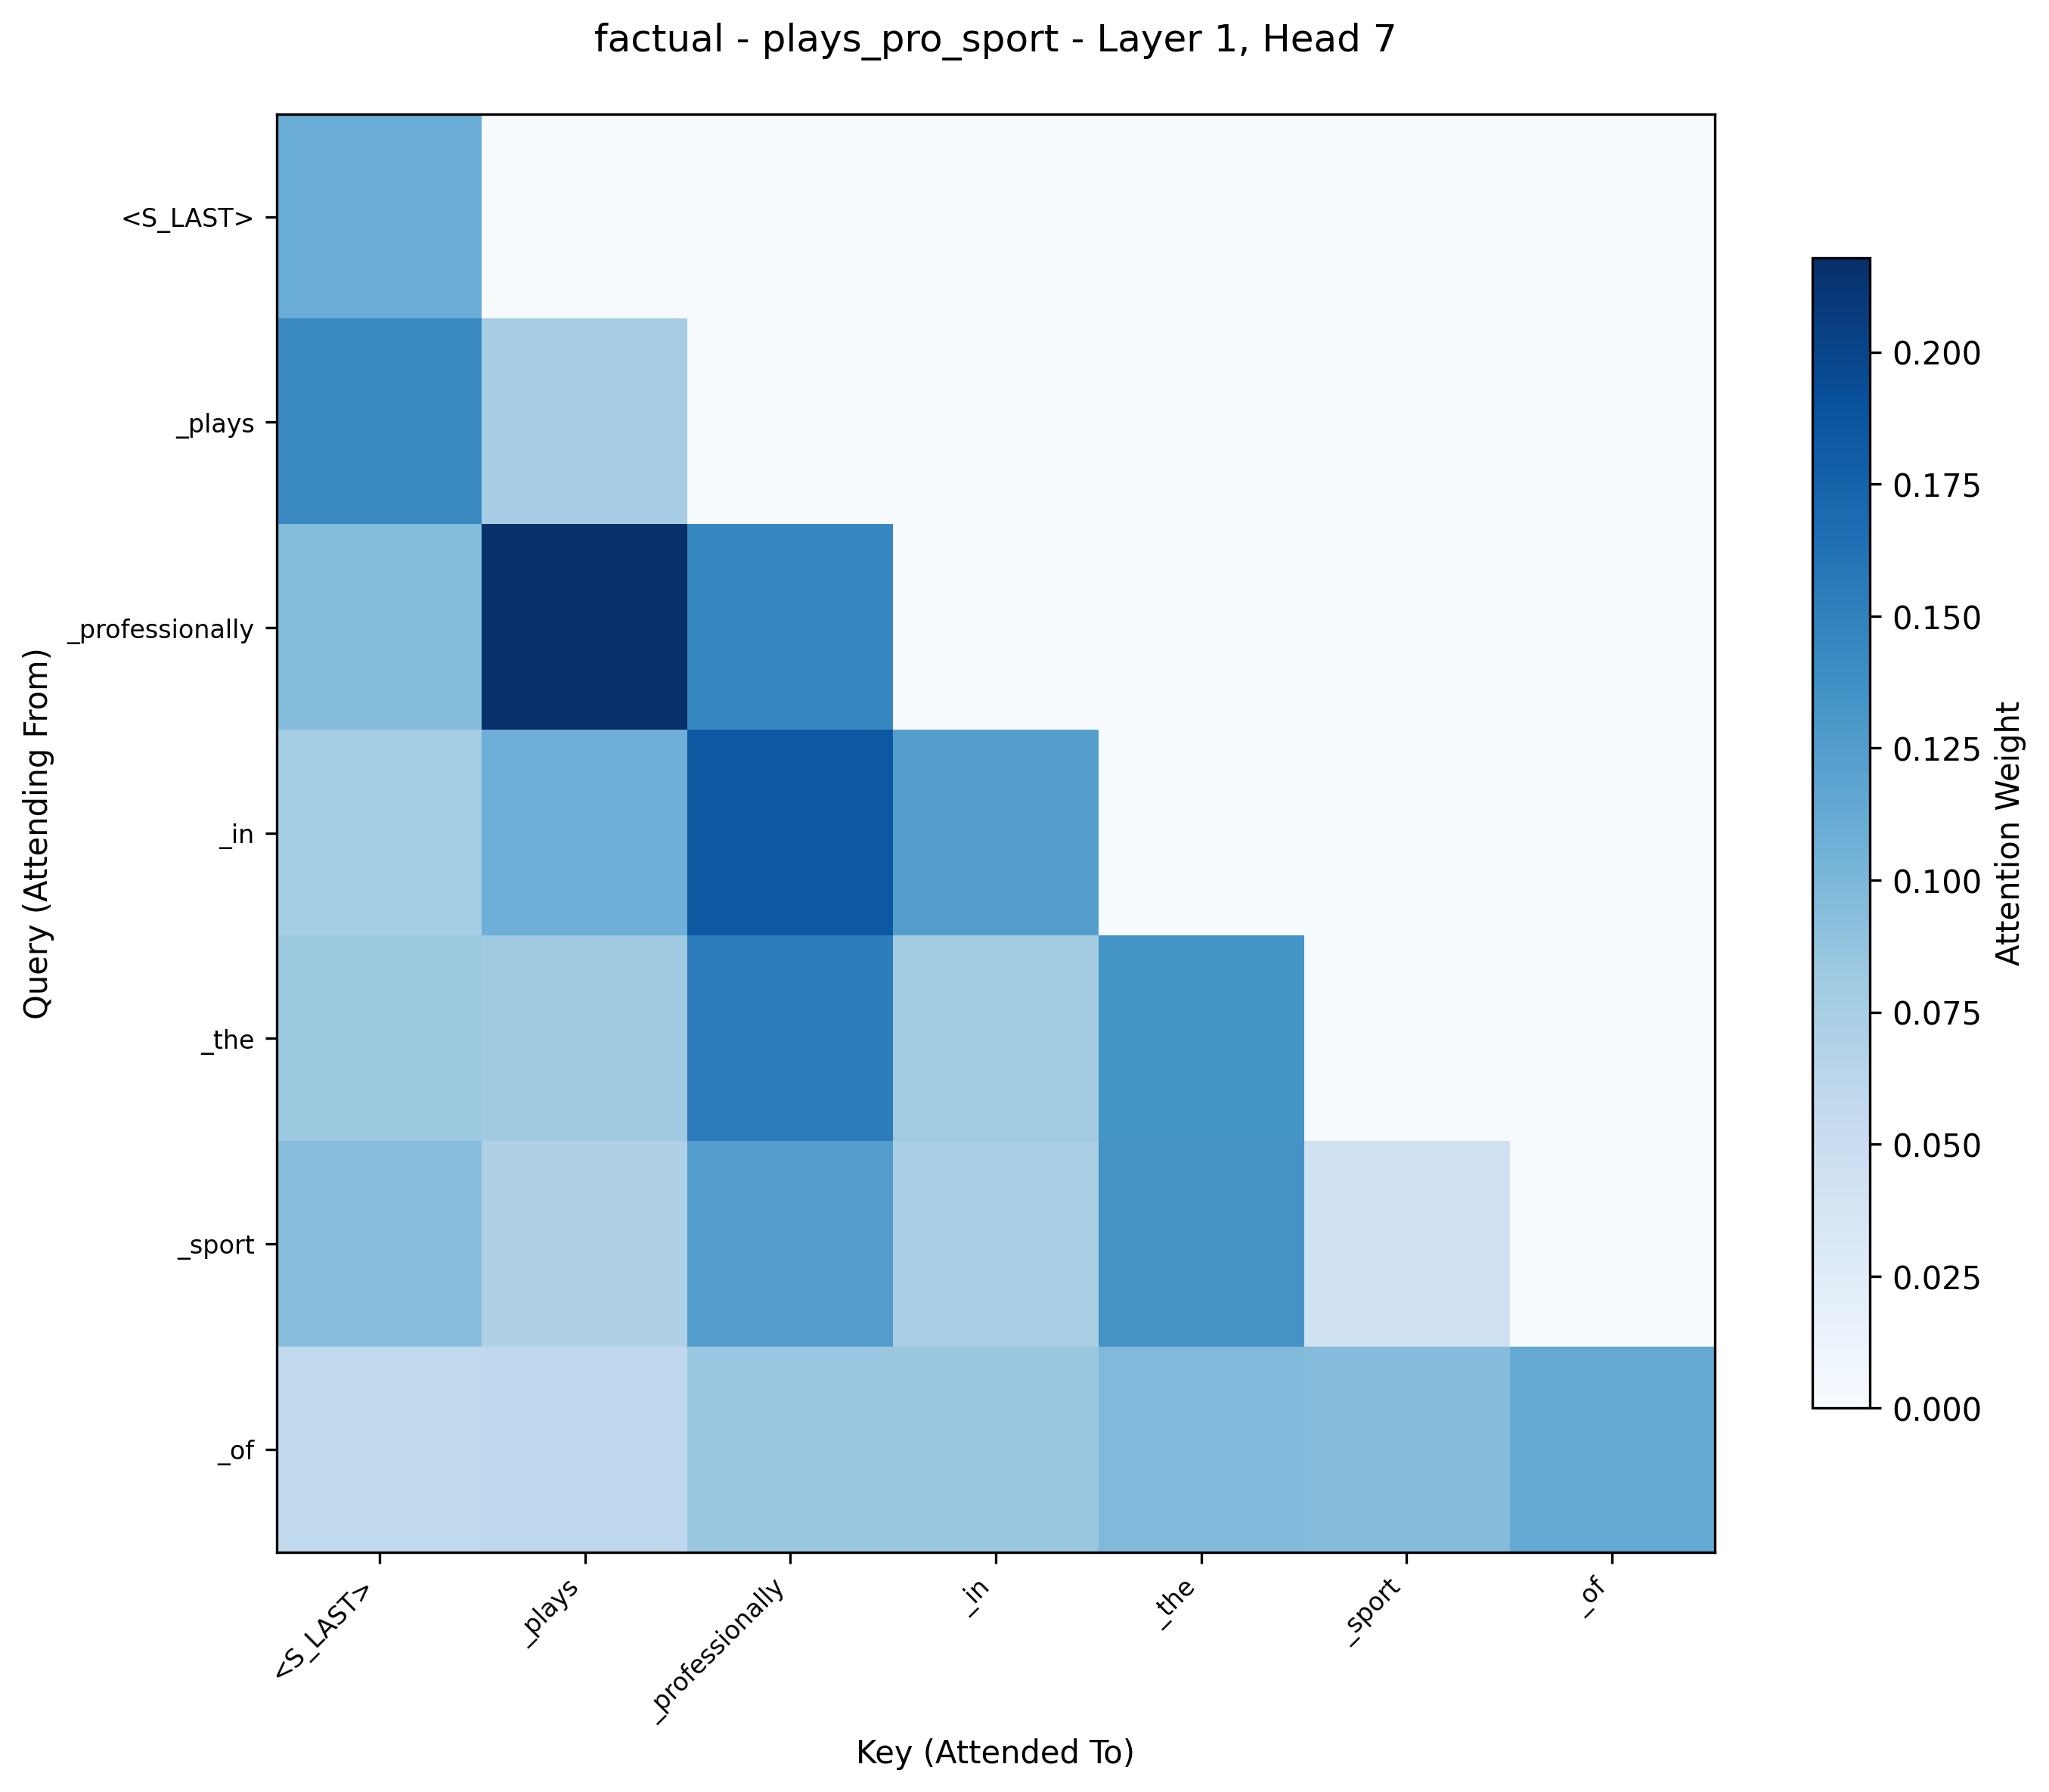 factual - plays_pro_sport - Layer 1, Head 7
<S_LAST>
_plays
_professionally
_in
_the
_sport
_of
Query (Attending From)
<S_LAST>
_plays
_professionally
_in
_the
_sport
_of
Key (Attended To)
0.200
0.175
0.150
0.125
0.100
0.075
0.050
0.025
0.000
Attention Weight